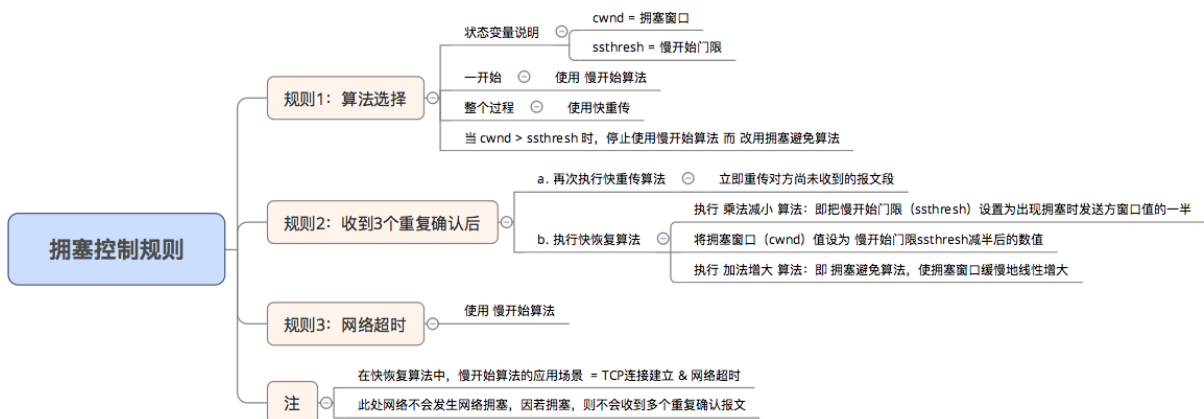 拥塞控制规则
规则1：算法选择
状态变量说明
cwnd = 拥塞窗口
ssthresh = 慢开始门限
一开始
使用 慢开始算法
整个过程
使用快重传
当 cwnd > ssthresh 时，停止使用慢开始算法 而 改用拥塞避免算法
规则2：收到3个重复确认后
a. 再次执行快重传算法
立即重传对方尚未收到的报文段
b. 执行快恢复算法
执行 乘法减小 算法：即把慢开始门限（ssthresh）设置为出现拥塞时发送方窗口值的一半
将拥塞窗口（cwnd）值设为 慢开始门限ssthresh减半后的数值
执行 加法增大 算法：即 拥塞避免算法，使拥塞窗口缓慢地线性增大
规则3：网络超时
使用 慢开始算法
注
在快恢复算法中，慢开始算法的应用场景 = TCP连接建立 & 网络超时
此处网络不会发生网络拥塞，因若拥塞，则不会收到多个重复确认报文